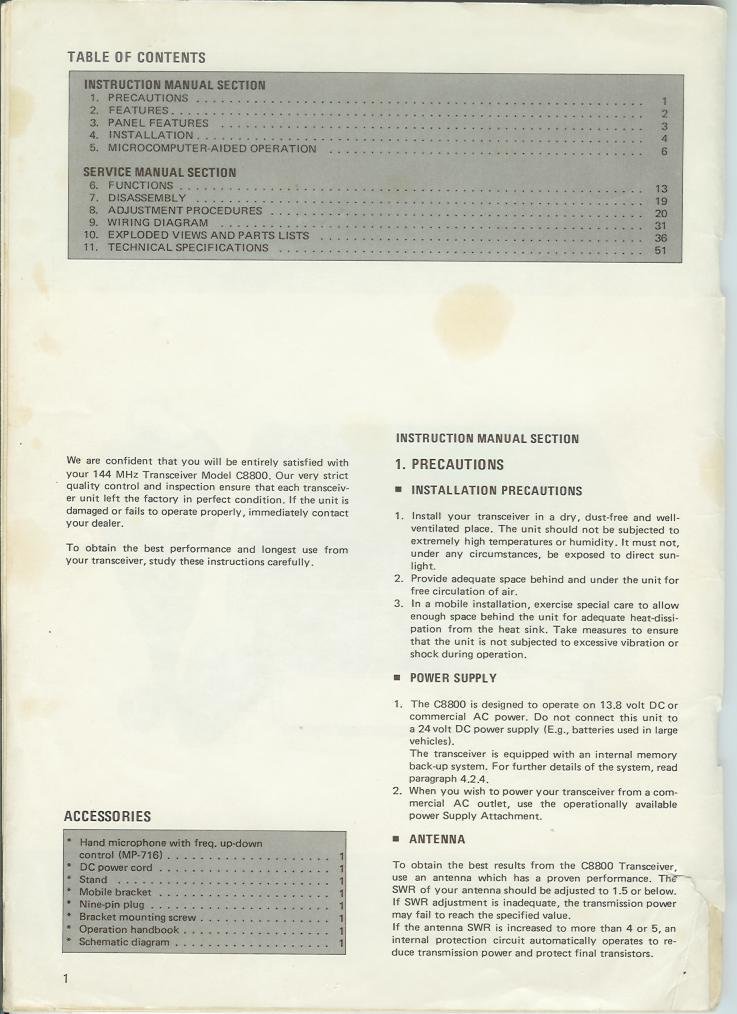 TABLE OF CONTENTS
INSTRUCTION MANUAL SECTION
1. PRECAUTIONS . . . . . . . . . . 1
2. FEATURES . . . . . . . . . . 2
3. PANEL FEATURES . . . . . . . . . . 3
4. INSTALLATION . . . . . . . . . . 4
5. MICROCOMPUTER-AIDED OPERATION . . . . . . . . . . 6
SERVICE MANUAL SECTION
6. FUNCTIONS . . . . . . . . . . 13
7. DISASSEMBLY . . . . . . . . . . 19
8. ADJUSTMENT PROCEDURES . . . . . . . . . . 20
9. WIRING DIAGRAM . . . . . . . . . . 31
10. EXPLODED VIEWS AND PARTS LISTS . . . . . . . . . . 36
11. TECHNICAL SPECIFICATIONS . . . . . . . . . . 51
We are confident that you will be entirely satisfied with
your 144 MHz Transceiver Model C8800. Our very strict
quality control and inspection ensure that each transceiv-
er unit left the factory in perfect condition. If the unit is
damaged or fails to operate properly, immediately contact
your dealer.
To obtain the best performance and longest use from
your transceiver, study these instructions carefully.
ACCESSORIES
* Hand microphone with freq. up-down
control (MP-716) . . . . . . . . . . 1
* DC power cord . . . . . . . . . . 1
* Stand . . . . . . . . . . 1
* Mobile bracket . . . . . . . . . . 1
* Nine-pin plug . . . . . . . . . . 1
* Bracket mounting screw . . . . . . . . . . 1
* Operation handbook . . . . . . . . . . 1
* Schematic diagram . . . . . . . . . . 1
INSTRUCTION MANUAL SECTION
1. PRECAUTIONS
■ INSTALLATION PRECAUTIONS
1. Install your transceiver in a dry, dust-free and well-
ventilated place. The unit should not be subjected to
extremely high temperatures or humidity. It must not,
under any circumstances, be exposed to direct sun-
light.
2. Provide adequate space behind and under the unit for
free circulation of air.
3. In a mobile installation, exercise special care to allow
enough space behind the unit for adequate heat-dissi-
pation from the heat sink. Take measures to ensure
that the unit is not subjected to excessive vibration or
shock during operation.
■ POWER SUPPLY
1. The C8800 is designed to operate on 13.8 volt DC or
commercial AC power. Do not connect this unit to
a 24 volt DC power supply (E.g., batteries used in large
vehicles).
The transceiver is equipped with an internal memory
back-up system. For further details of the system, read
paragraph 4.2.4.
2. When you wish to power your transceiver from a com-
mercial AC outlet, use the operationally available
power Supply Attachment.
■ ANTENNA
To obtain the best results from the C8800 Transceiver,
use an antenna which has a proven performance. The
SWR of your antenna should be adjusted to 1.5 or below.
If SWR adjustment is inadequate, the transmission power
may fail to reach the specified value.
If the antenna SWR is increased to more than 4 or 5, an
internal protection circuit automatically operates to re-
duce transmission power and protect final transistors.
1